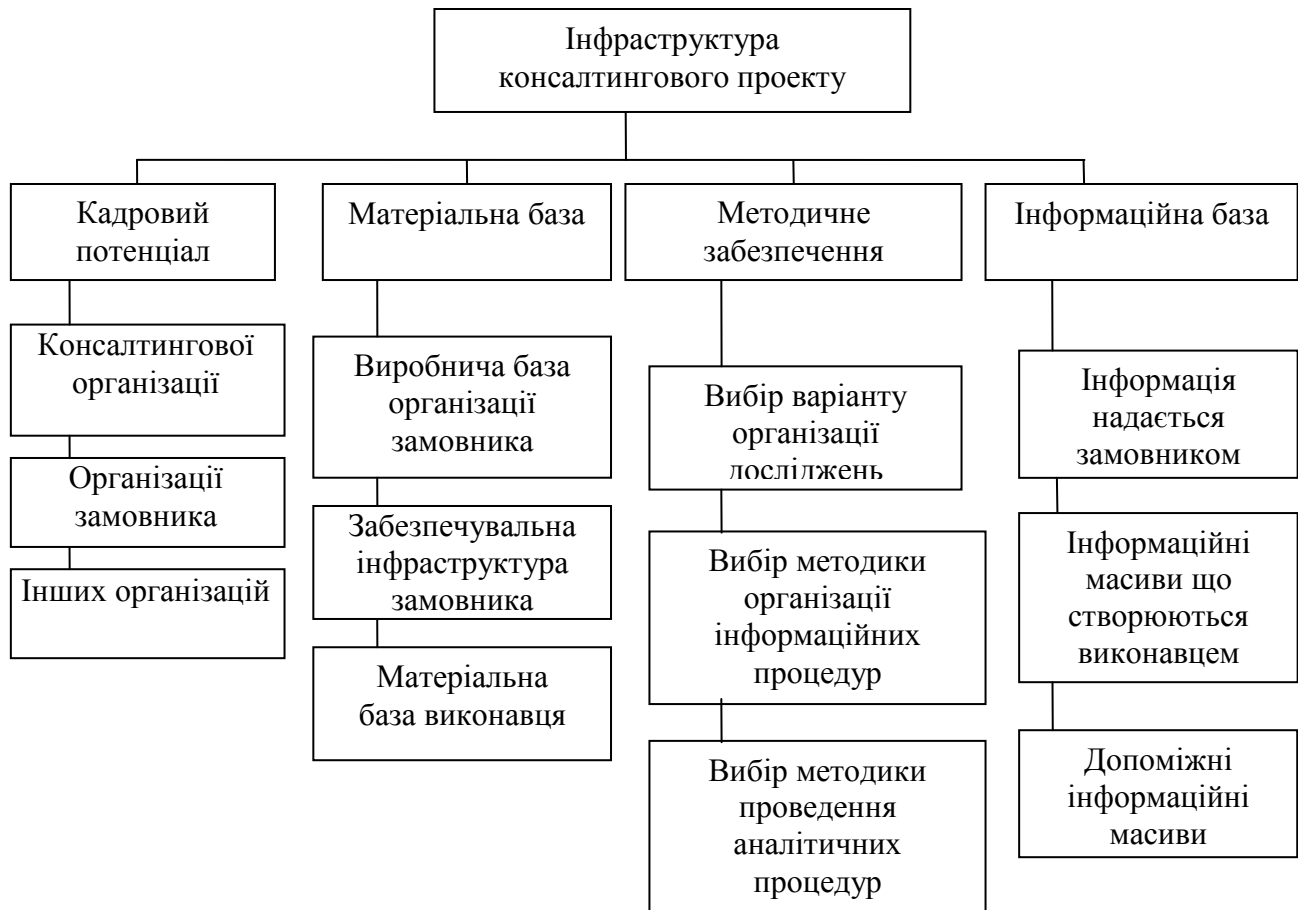 Інфраструктура
консалтингового проекту
Кадровий
потенціал
Матеріальна база
Методичне
забезпечення
Інформаційна база
Консалтингової
організації
Організації
замовника
Інших організацій
Виробнича база
організації
замовника
Забезпечувальна
інфраструктура
замовника
Матеріальна
база виконавця
Вибір варіанту
організації
досліджень
Вибір методики
організації
інформаційних
процедур
Вибір методики
проведення
аналітичних
процедур
Інформація
надається
замовником
Інформаційні
масиви що
створюються
виконавцем
Допоміжні
інформаційні
масиви